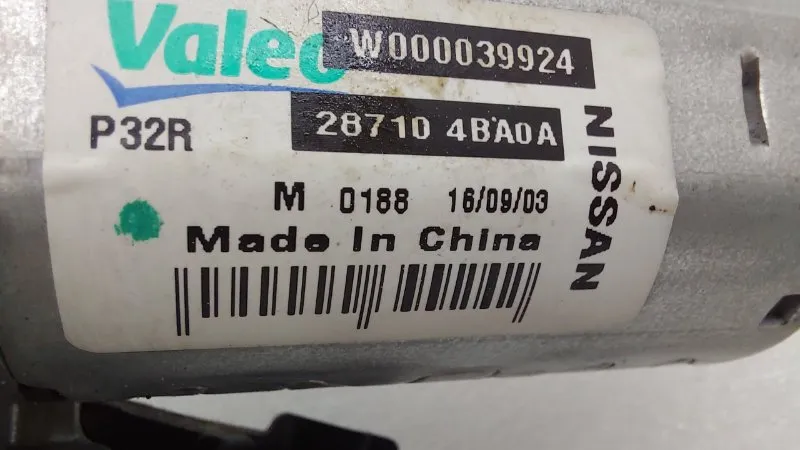 Valeo
W000039924
P32R
28710 4BA0A
NISSAN
M 0188 16/09/03
Made In China